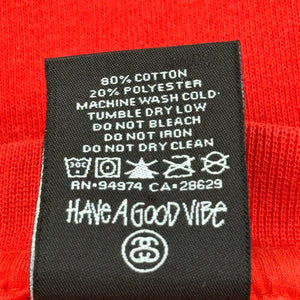 80% COTTON
20% POLYESTER
MACHINE WASH COLD
TUMBLE DRY LOW
DO NOT BLEACH
DO NOT IRON
DO NOT DRY CLEAN
RN·94974 CA·28629
HAVE A GOOD VIBE